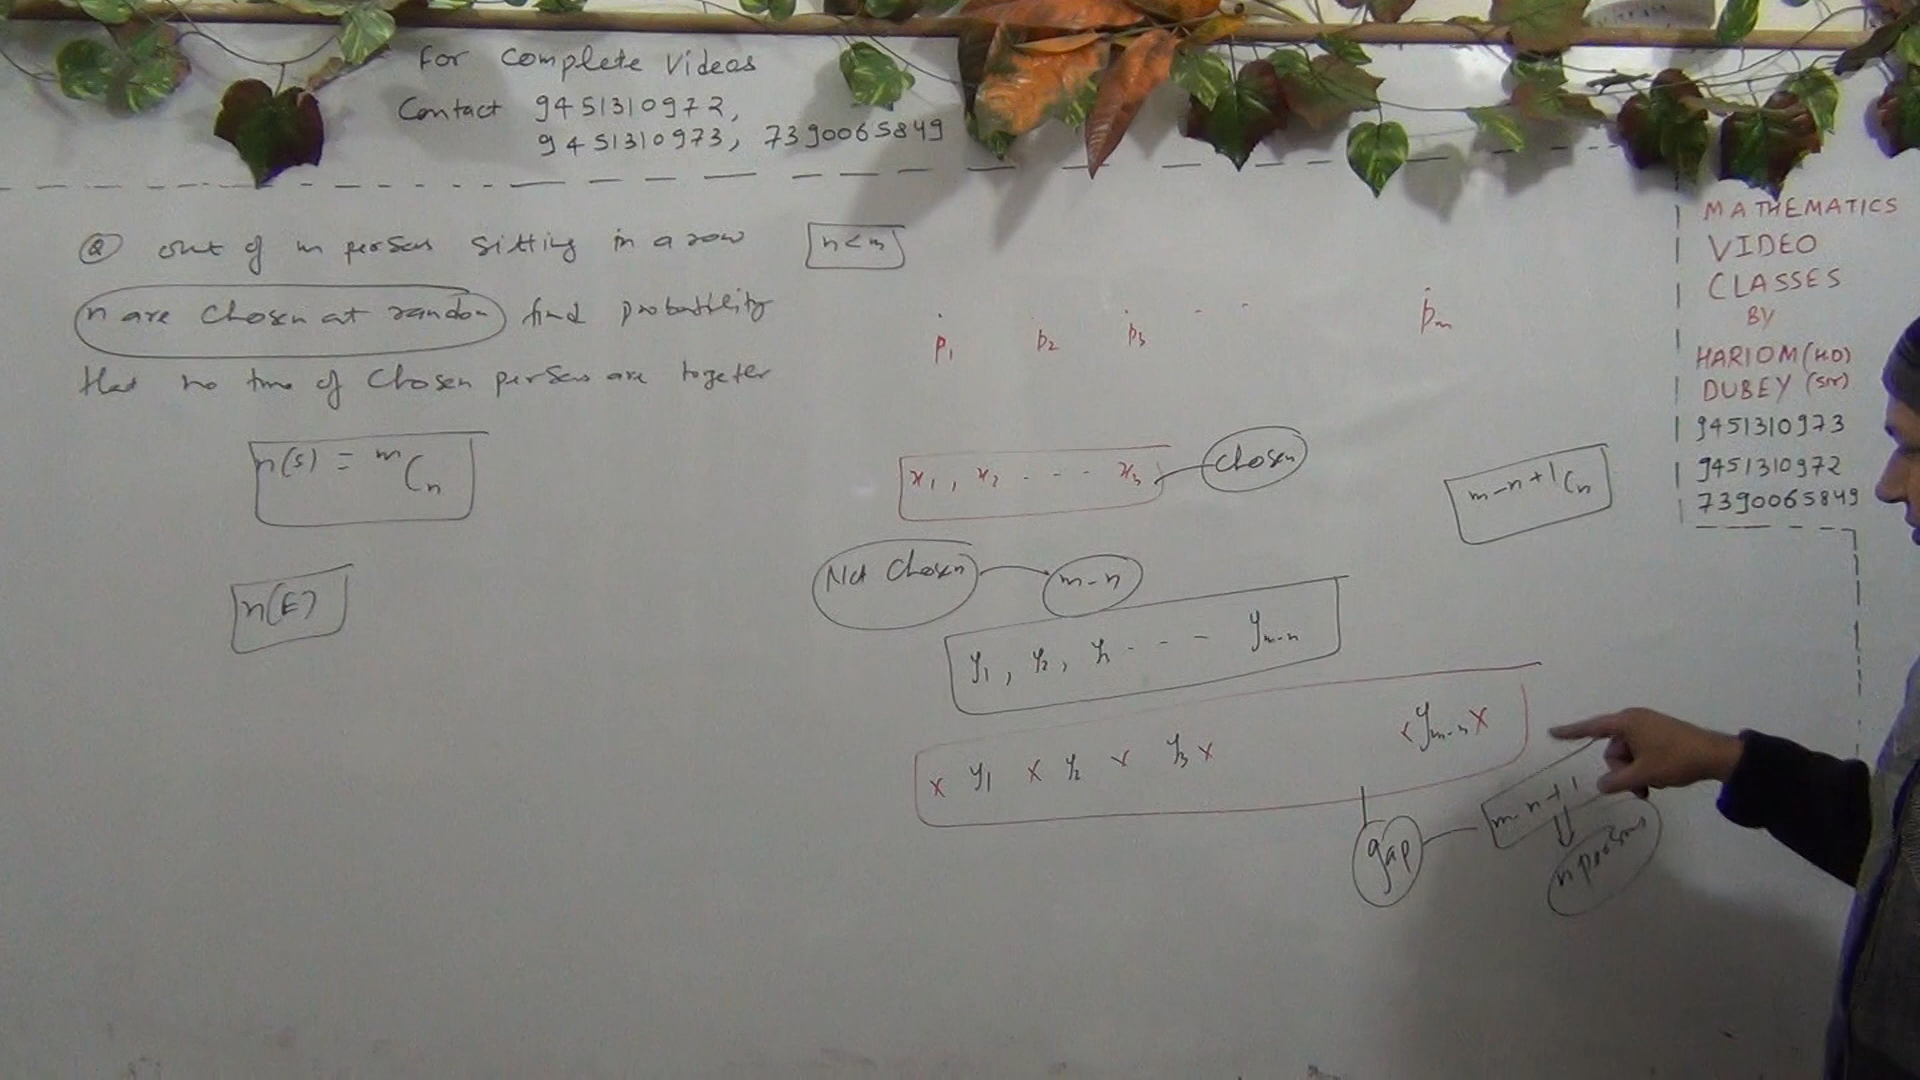 For Complete Videos
Contact 9451310972,
9451310973, 7390065849
Q out of m persons sitting in a row n<m
n are chosen at random find probability
that no two of chosen persons are together
n(S) = mCn
n(E)
p1 p2 p3 - - pm
x1, x2 - - - x3 chosen
m-n+1Cn
Not chosen m-n
y1, y2, y3 - - - ym-n
x y1 x y2 x y3 x x ym-n x
gap m-n+1
n persons
MATHEMATICS
VIDEO
CLASSES
BY
HARIOM (H.D)
DUBEY (Sir)
9451310973
9451310972
7390065849